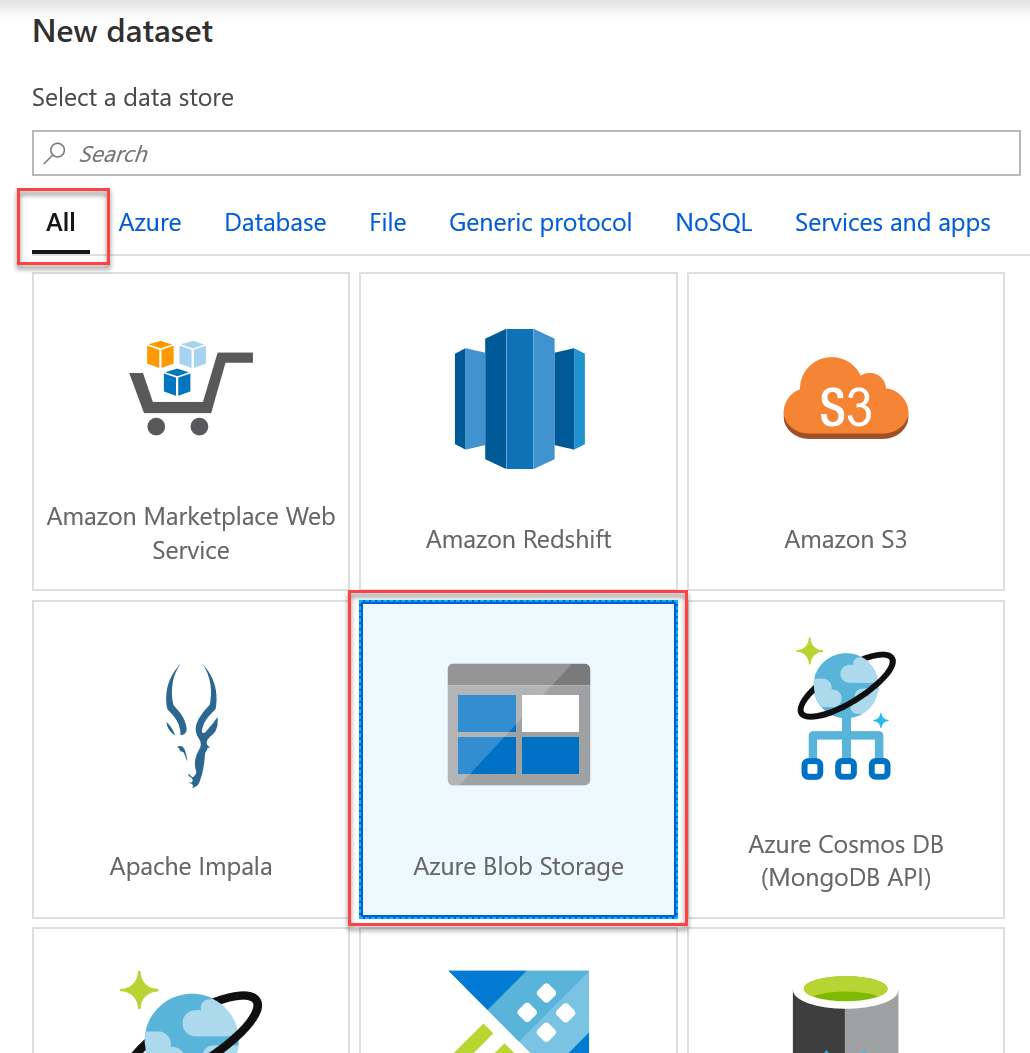 New dataset
Select a data store
Search
All Azure Database File Generic protocol NoSQL Services and apps
S3
Amazon Marketplace Web
Service
Amazon Redshift
Amazon S3
Apache Impala
Azure Blob Storage
Azure Cosmos DB
(MongoDB API)